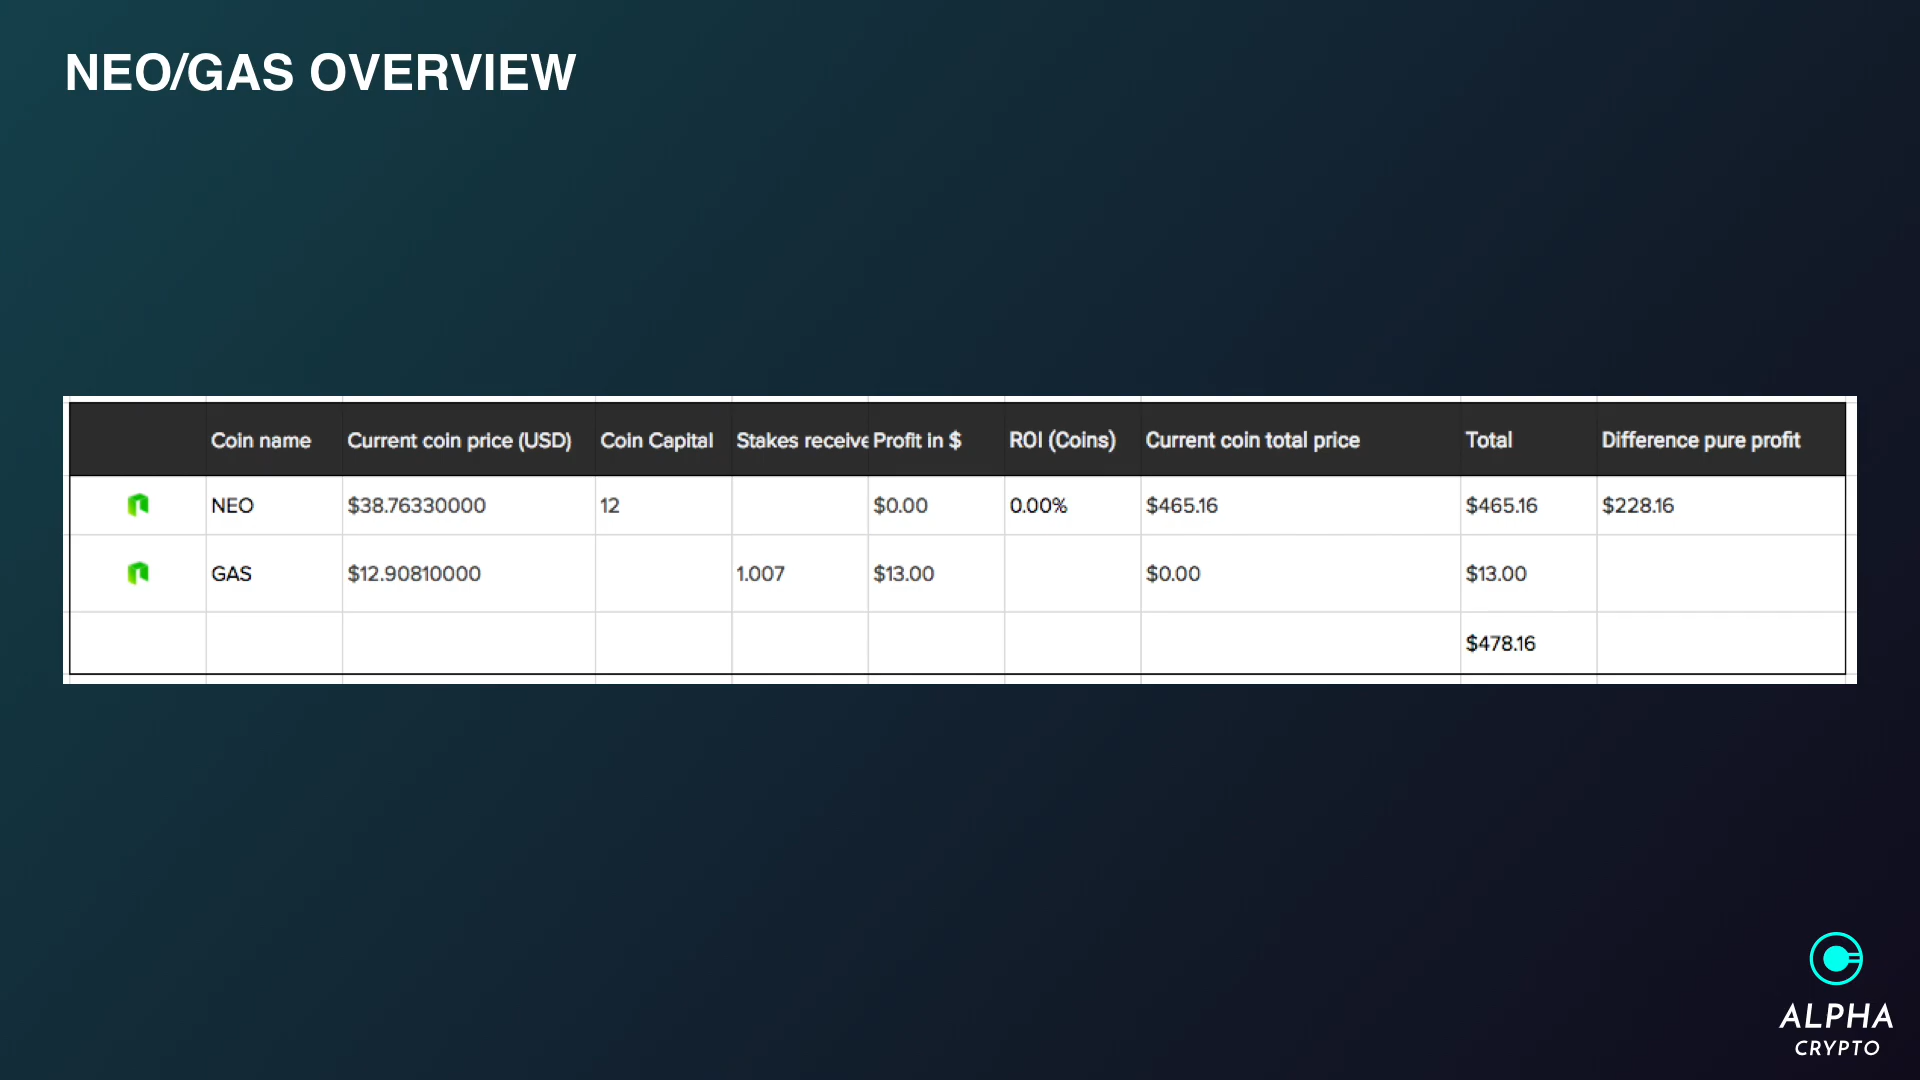 NEO/GAS OVERVIEW
Coin name Current coin price (USD) Coin Capital Stakes receive Profit in $ ROI (Coins) Current coin total price Total Difference pure profit
NEO $38.76330000 12 $0.00 0.00% $465.16 $465.16 $228.16
GAS $12.90810000 1.007 $13.00 $0.00 $13.00
$478.16
ALPHA
CRYPTO